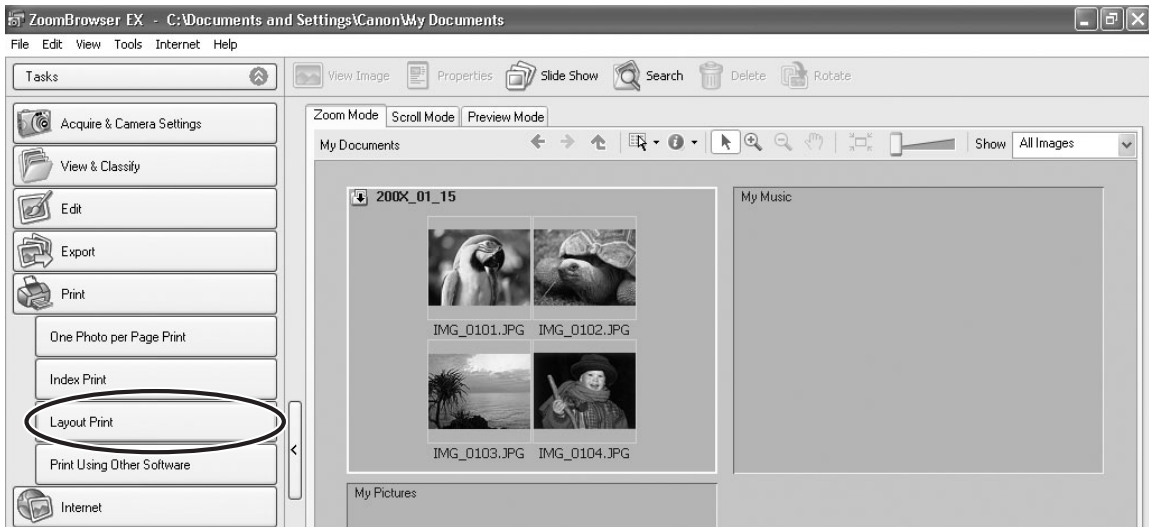 ZoomBrowser EX - C:\Documents and Settings\Canon\My Documents
File Edit View Tools Internet Help
Tasks
View Image Properties Slide Show Search Delete Rotate
Acquire & Camera Settings
View & Classify
Edit
Export
Print
One Photo per Page Print
Index Print
Layout Print
Print Using Other Software
Internet
Zoom Mode Scroll Mode Preview Mode
My Documents Show All Images
200X_01_15
IMG_0101.JPG IMG_0102.JPG
IMG_0103.JPG IMG_0104.JPG
My Music
My Pictures